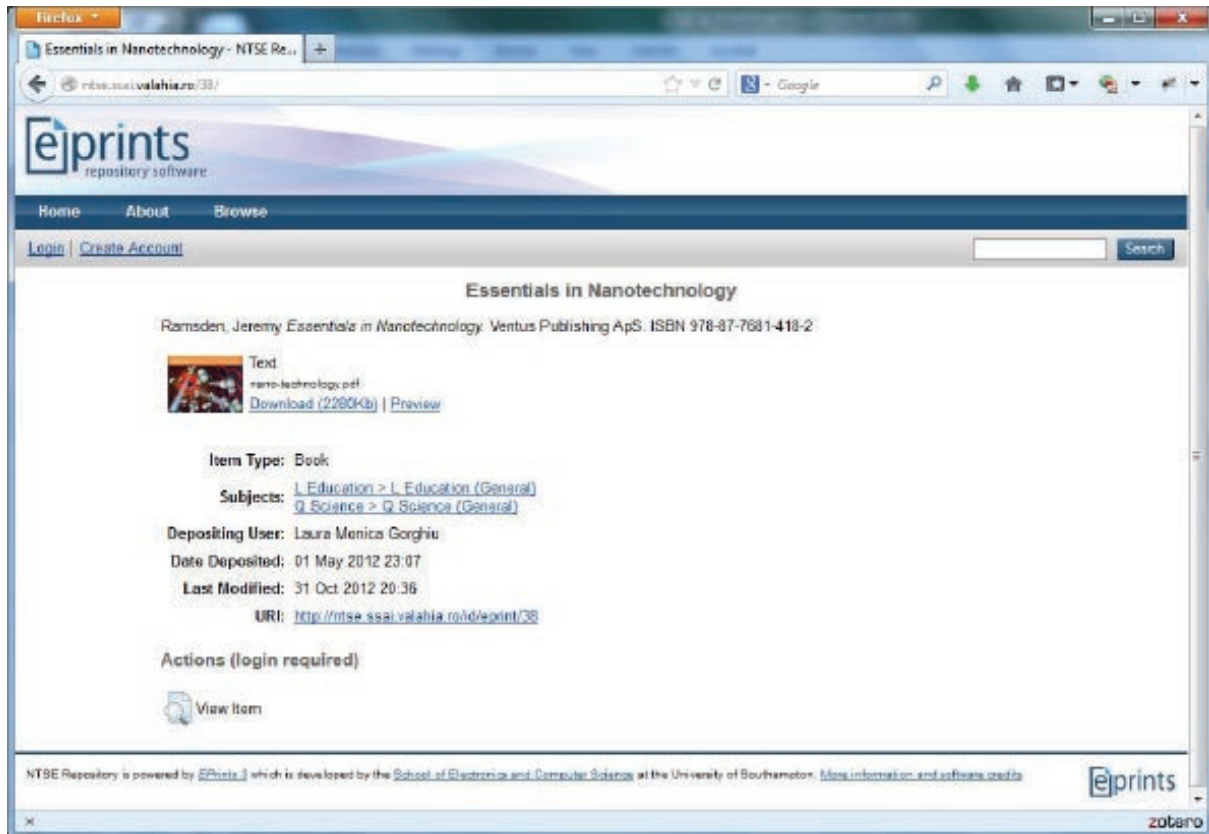 Firefox
Essentials in Nanotechnology - NTSE Re...
ntse.ssai.valahia.ro/38/
Google
eprints
repository software
Home About Browse
Login | Create Account
Search
Essentials in Nanotechnology
Ramsden, Jeremy Essentials in Nanotechnology. Ventus Publishing ApS. ISBN 978-87-7681-418-2
Text
nano-technology.pdf
Download (2280Kb) | Preview
Item Type: Book
Subjects: L Education > L Education (General)
Q Science > Q Science (General)
Depositing User: Laura Monica Gorghiu
Date Deposited: 01 May 2012 23:07
Last Modified: 31 Oct 2012 20:36
URI: http://ntse.ssai.valahia.ro/id/eprint/38
Actions (login required)
View Item
NTSE Repository is powered by EPrints 3 which is developed by the School of Electronics and Computer Science at the University of Southampton. More information and software credits
eprints
zotero